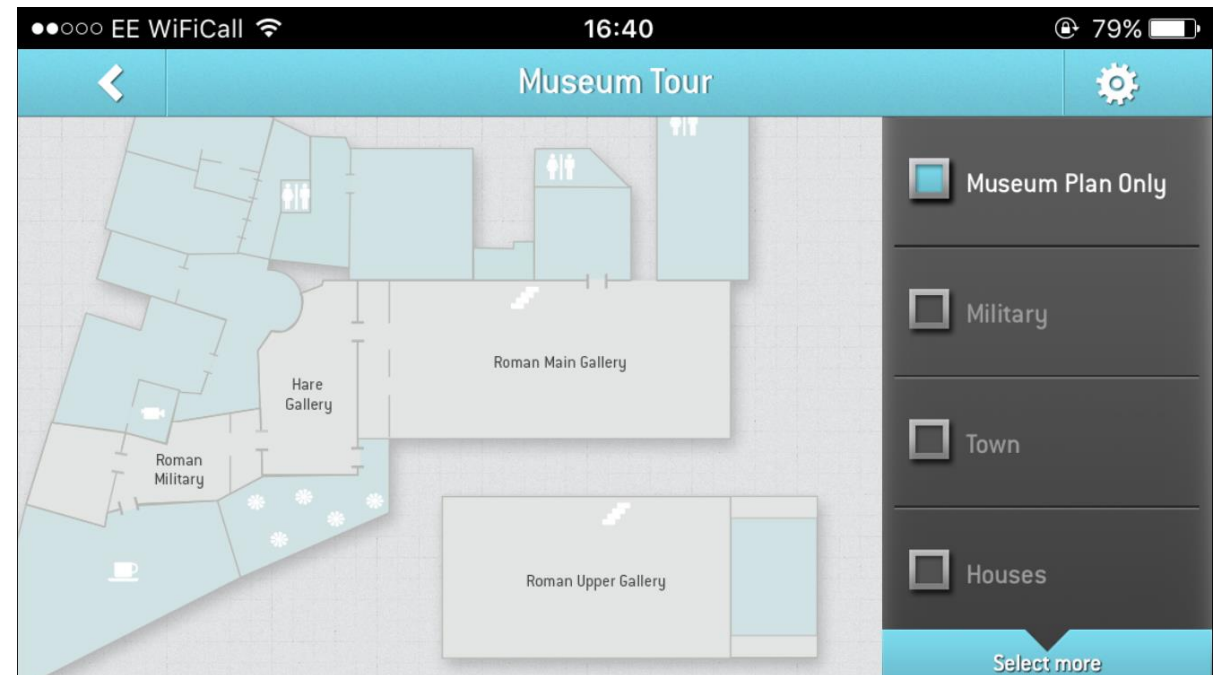 ●●○○○ EE WiFiCall 16:40 79%
Museum Tour
Museum Plan Only
Military
Town
Houses
Select more
Roman Main Gallery
Hare
Gallery
Roman
Military
Roman Upper Gallery